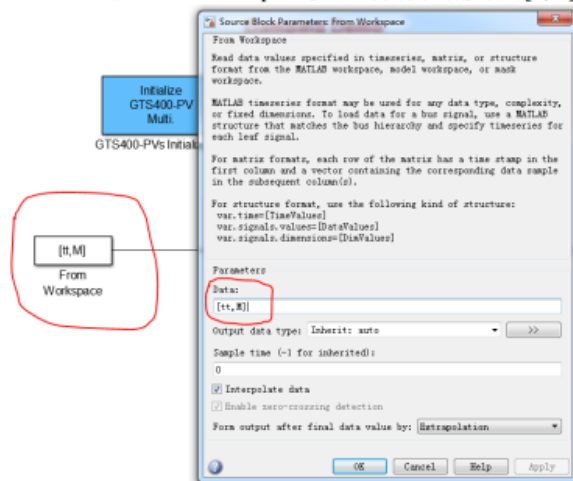 Source Block Parameters: From Workspace
From Workspace
Read data values specified in timeseries, matrix, or structure
format from the MATLAB workspace, model workspace, or mask
workspace.
MATLAB timeseries format may be used for any data type, complexity,
or fixed dimensions. To load data for a bus signal, use a MATLAB
structure that matches the bus hierarchy and specify timeseries for
each leaf signal.
For matrix formats, each row of the matrix has a time stamp in the
first column and a vector containing the corresponding data sample
in the subsequent column(s).
For structure format, use the following kind of structure:
var.time=[TimeValues]
var.signals.values=[DataValues]
var.signals.dimensions=[DimValues]
Parameters
Data:
[tt,M]
Output data type: Inherit: auto
>>
Sample time (-1 for inherited):
0
Interpolate data
Enable zero-crossing detection
Form output after final data value by: Extrapolation
OK Cancel Help Apply
Initialize
GTS400-PV
Multi.
GTS400-PVs Initial
[tt,M]
From
Workspace